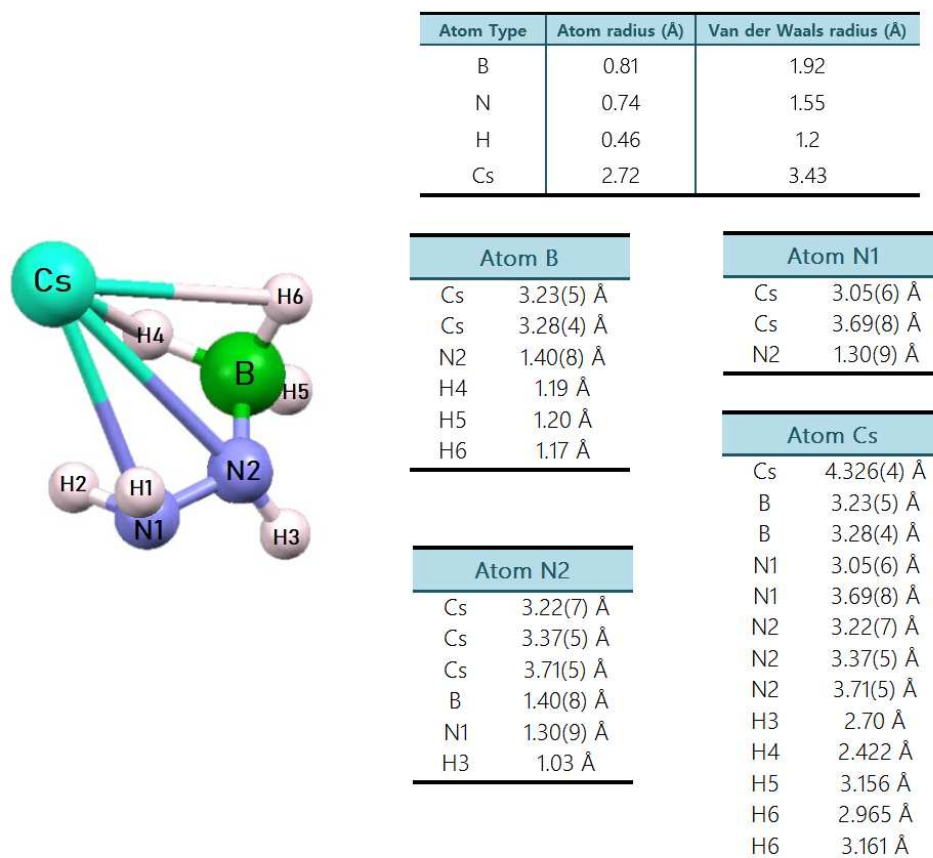 Atom Type Atom radius (Å) Van der Waals radius (Å)
B 0.81 1.92
N 0.74 1.55
H 0.46 1.2
Cs 2.72 3.43
Cs
H6
H4
B
H5
N2
H2
H1
N1
H3
Atom B
Cs 3.23(5) Å
Cs 3.28(4) Å
N2 1.40(8) Å
H4 1.19 Å
H5 1.20 Å
H6 1.17 Å
Atom N1
Cs 3.05(6) Å
Cs 3.69(8) Å
N2 1.30(9) Å
Atom N2
Cs 3.22(7) Å
Cs 3.37(5) Å
Cs 3.71(5) Å
B 1.40(8) Å
N1 1.30(9) Å
H3 1.03 Å
Atom Cs
Cs 4.326(4) Å
B 3.23(5) Å
B 3.28(4) Å
N1 3.05(6) Å
N1 3.69(8) Å
N2 3.22(7) Å
N2 3.37(5) Å
N2 3.71(5) Å
H3 2.70 Å
H4 2.422 Å
H5 3.156 Å
H6 2.965 Å
H6 3.161 Å